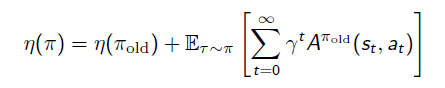 η(π) = η(π_old) + 𝔼_{τ∼π} [ ∑_{t=0}^{∞} γ^t A^{π_old}(s_t, a_t) ]